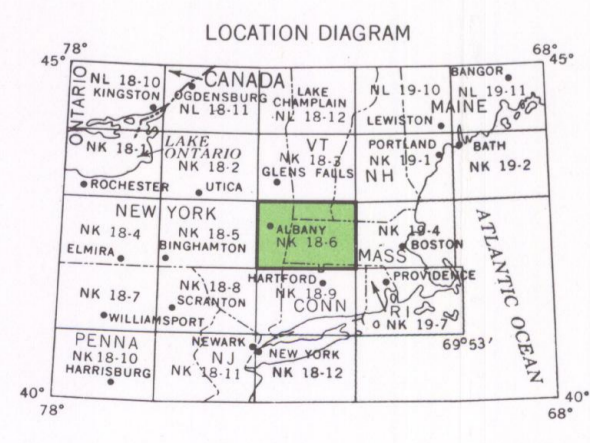 LOCATION DIAGRAM
78°
68°
45°
45°
ONTARIO
NL 18-10
KINGSTON
CANADA
OGDENSBURG
NL 18-11
LAKE
CHAMPLAIN
NL 18-12
NL 19-10
LEWISTON
BANGOR
NL 19-11
MAINE
NK 18-1
LAKE
ONTARIO
NK 18-2
VT
NK 18-3
GLENS FALLS
NH
PORTLAND
NK 19-1
BATH
NK 19-2
ROCHESTER
UTICA
NEW YORK
NK 18-4
ELMIRA
NK 18-5
BINGHAMTON
ALBANY
NK 18-6
NK 19-4
BOSTON
MASS
ATLANTIC OCEAN
NK 18-7
WILLIAMSPORT
NK 18-8
SCRANTON
HARTFORD
NK 18-9
CONN
PROVIDENCE
RI
NK 19-7
69°53'
PENNA
NK 18-10
HARRISBURG
NEWARK
NJ
NK 18-11
NEW YORK
NK 18-12
40°
40°
78°
68°